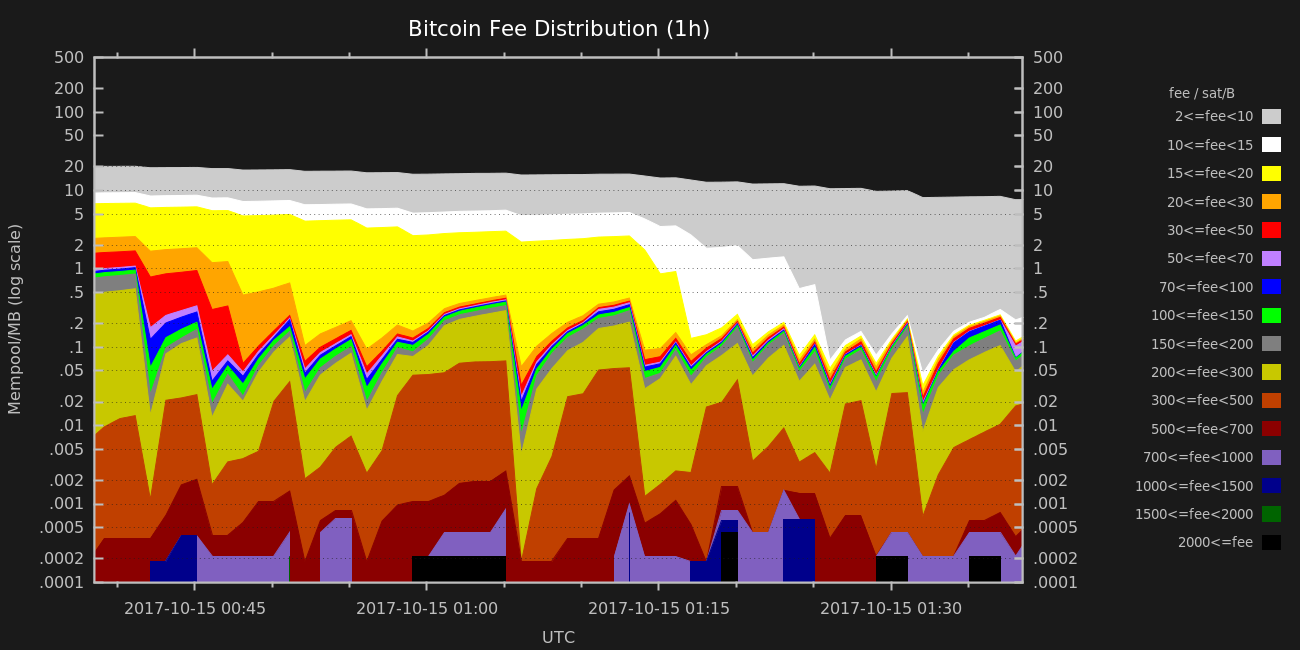 Bitcoin Fee Distribution (1h)
500 500
200 200
100 100
50 50
20 20
10 10
5 5
2 2
1 1
.5 .5
.2 .2
.1 .1
.05 .05
.02 .02
.01 .01
.005 .005
.002 .002
.001 .001
.0005 .0005
.0002 .0002
.0001 .0001
Mempool/MB (log scale)
2017-10-15 00:45 2017-10-15 01:00 2017-10-15 01:15 2017-10-15 01:30
UTC
fee / sat/B
2<=fee<10
10<=fee<15
15<=fee<20
20<=fee<30
30<=fee<50
50<=fee<70
70<=fee<100
100<=fee<150
150<=fee<200
200<=fee<300
300<=fee<500
500<=fee<700
700<=fee<1000
1000<=fee<1500
1500<=fee<2000
2000<=fee